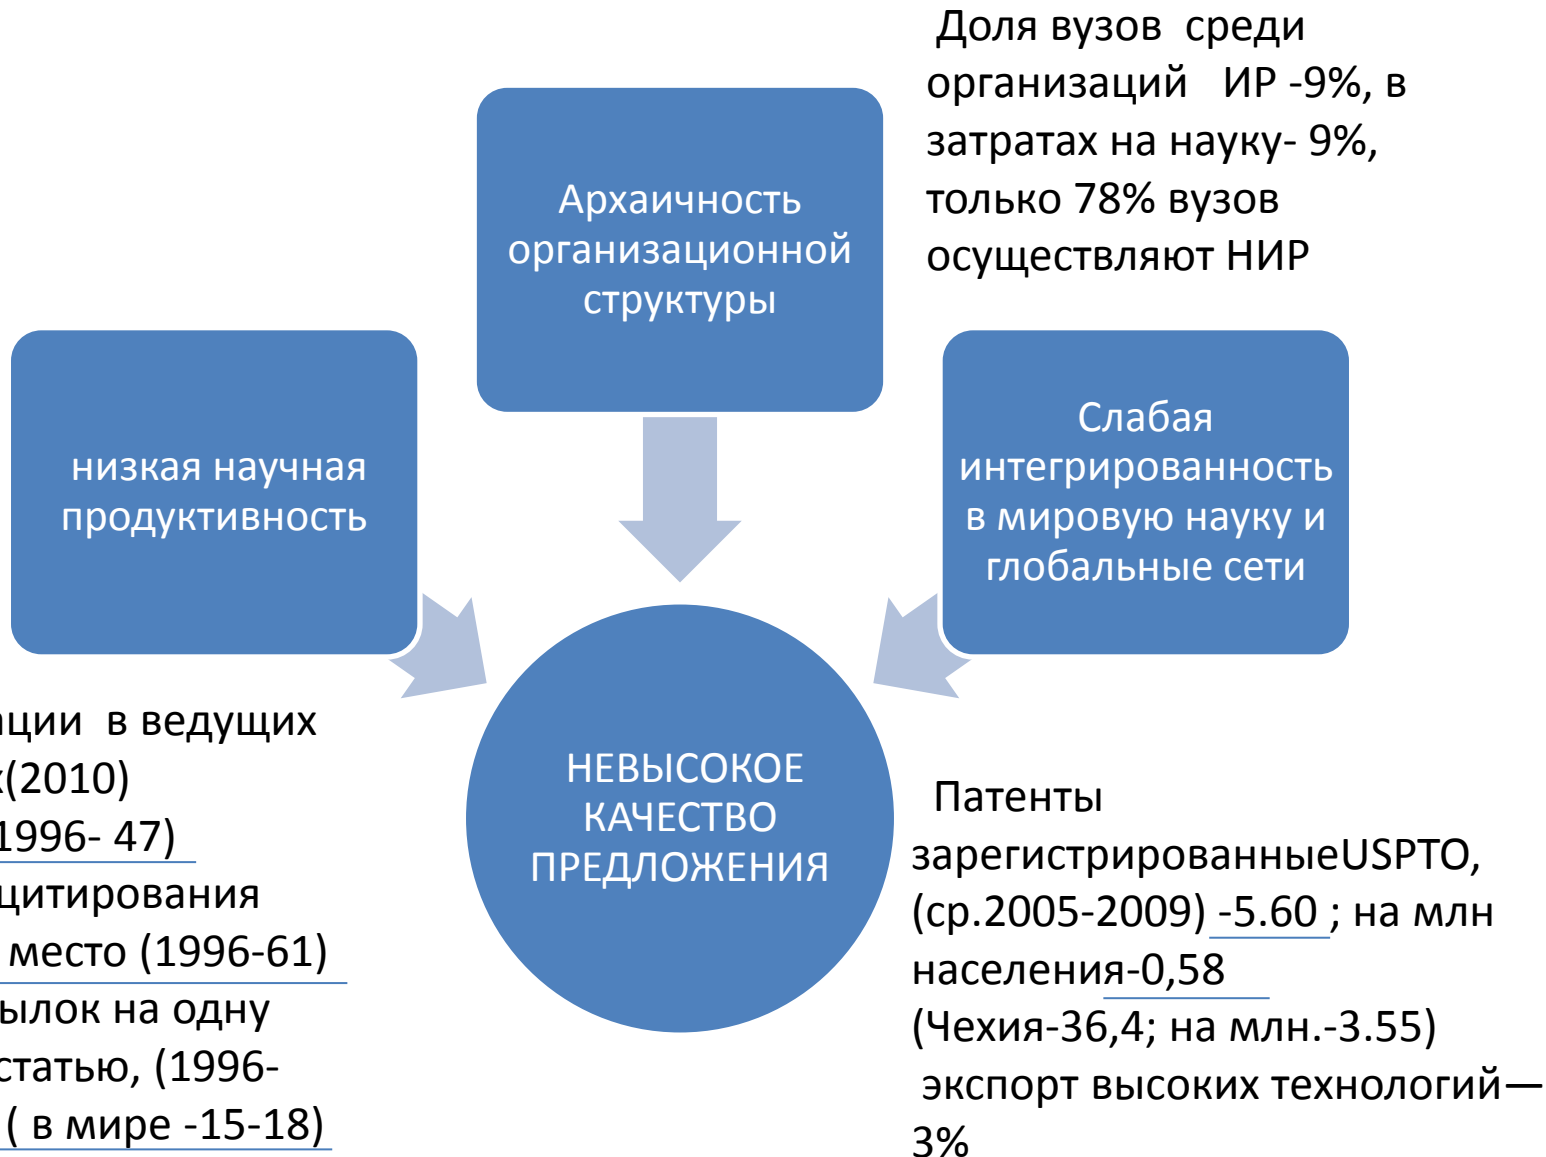 Доля вузов среди
организаций ИР -9%, в
затратах на науку- 9%,
только 78% вузов
осуществляют НИР
Архаичность
организационной
структуры
низкая научная
продуктивность
Слабая
интегрированность
в мировую науку и
глобальные сети
НЕВЫСОКОЕ
КАЧЕСТВО
ПРЕДЛОЖЕНИЯ
в ведущих
(2010)
1996- 47)
цитирования
место (1996-61)
на одну
статью, (1996-
( в мире -15-18)
Патенты
зарегистрированныеUSPTO,
(ср.2005-2009) -5.60 ; на млн
населения-0,58
(Чехия-36,4; на млн.-3.55)
экспорт высоких технологий—
3%